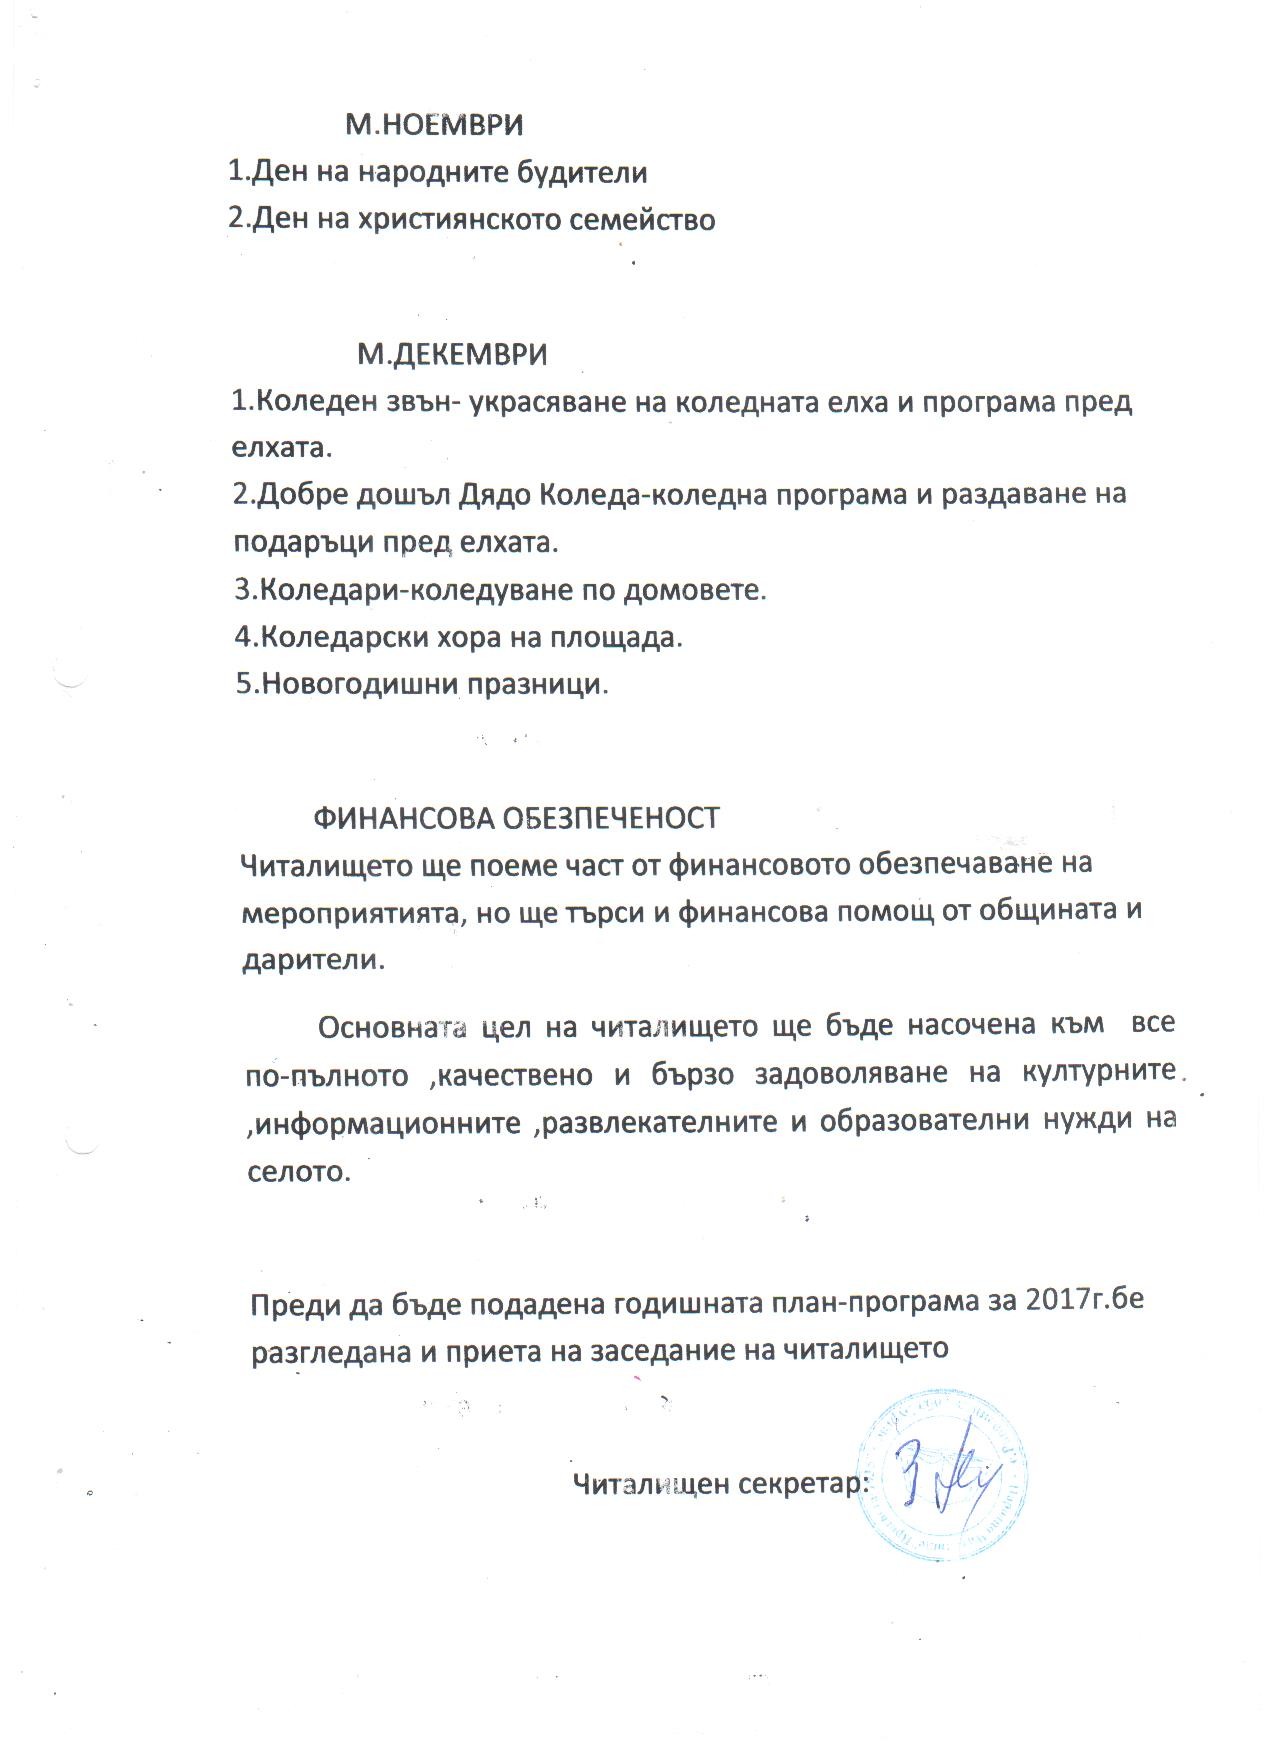 М.НОЕМВРИ
1.Ден на народните будители
2.Ден на християнското семейство
М.ДЕКЕМВРИ
1.Коледен звън- украсяване на коледната елха и програма пред
елхата.
2.Добре дошъл Дядо Коледа-коледна програма и раздаване на
подаръци пред елхата.
3.Коледари-коледуване по домовете.
4.Коледарски хора на площада.
5.Новогодишни празници.
ФИНАНСОВА ОБЕЗПЕЧЕНОСТ
Читалището ще поеме част от финансовото обезпечаване на
мероприятията, но ще търси и финансова помощ от общината и
дарители.
Основната цел на читалището ще бъде насочена към все
по-пълното ,качествено и бързо задоволяване на културните
,информационните ,развлекателните и образователни нужди на
селото.
Преди да бъде подадена годишната план-програма за 2017г.бе
разгледана и приета на заседание на читалището
Читалищен секретар: